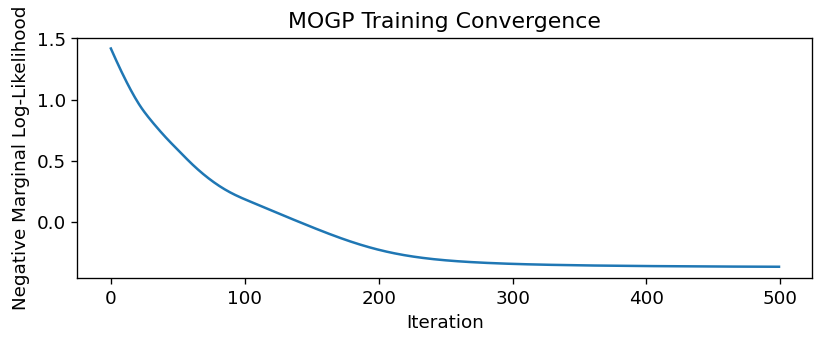 MOGP Training Convergence
Negative Marginal Log-Likelihood
1.5
1.0
0.5
0.0
0 100 200 300 400 500
Iteration